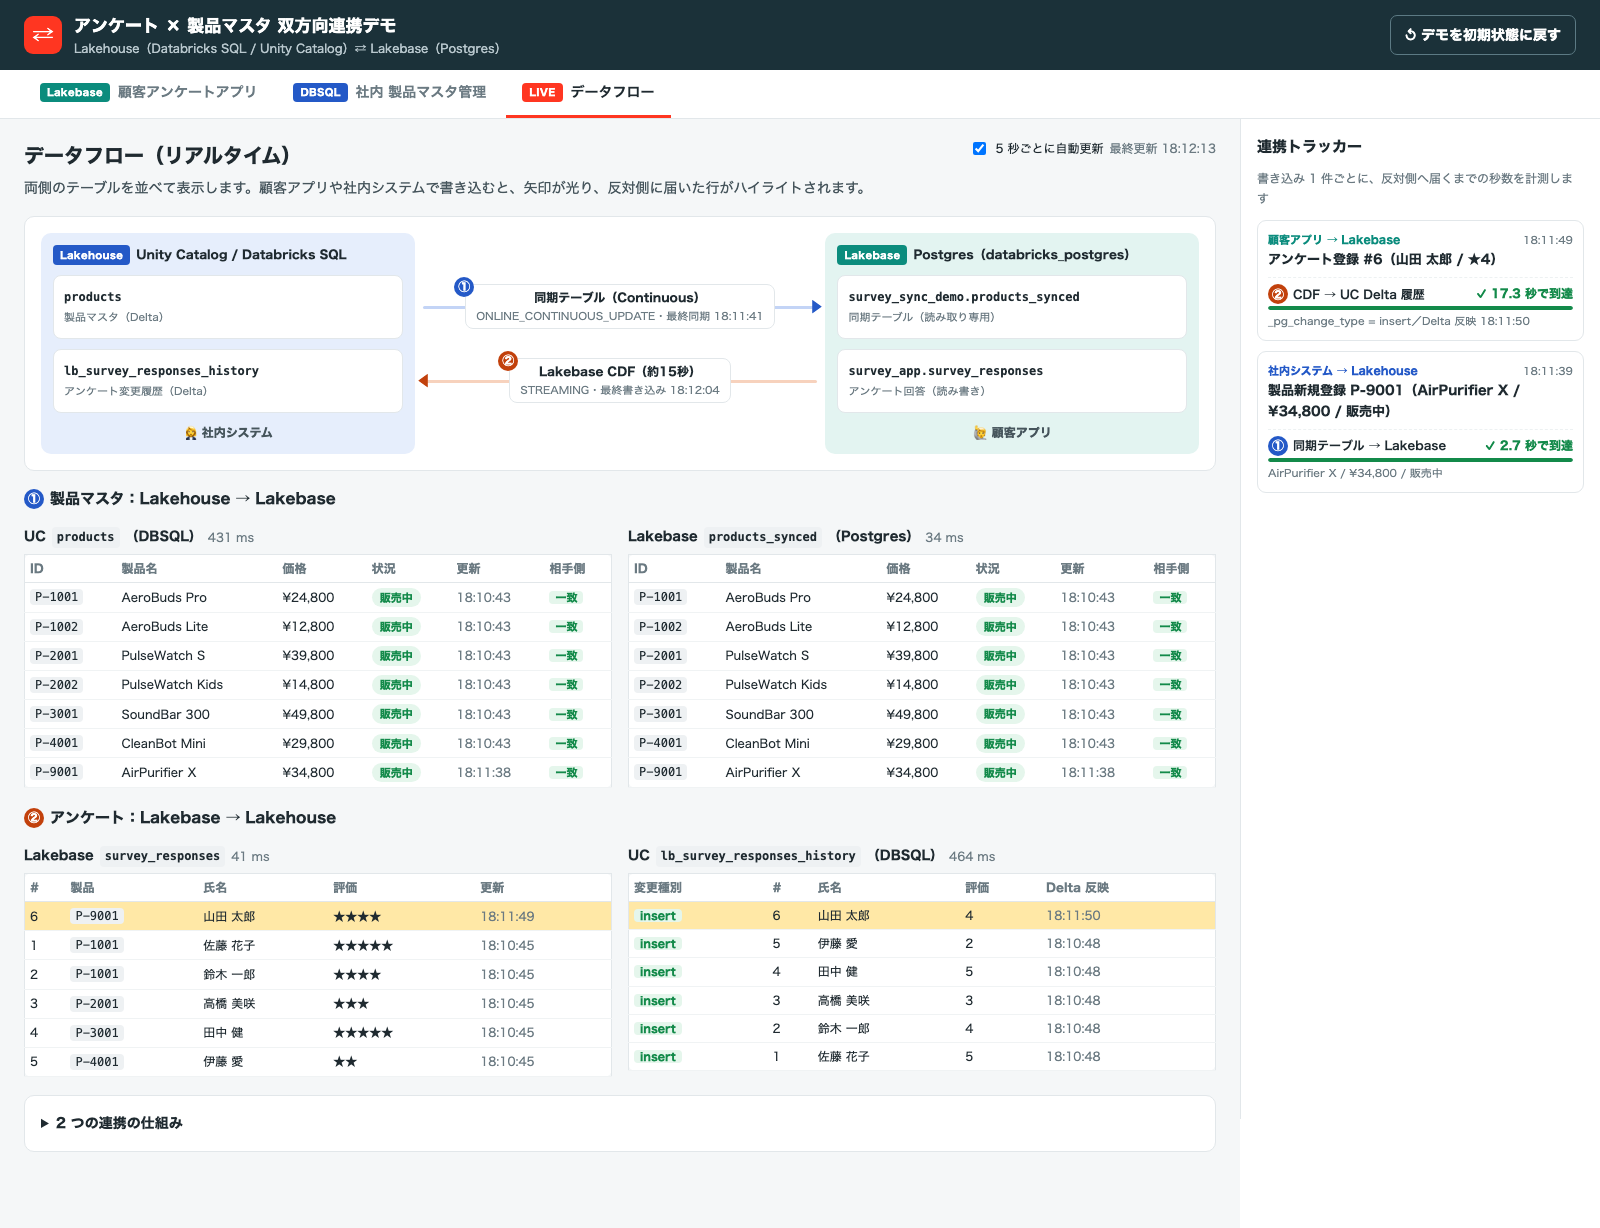 アンケート × 製品マスタ 双方向連携デモ
Lakehouse（Databricks SQL / Unity Catalog）⇄ Lakebase（Postgres）
デモを初期状態に戻す
Lakebase 顧客アンケートアプリ
DBSQL 社内 製品マスタ管理
LIVE データフロー
データフロー（リアルタイム）
5 秒ごとに自動更新 最終更新 18:12:13
両側のテーブルを並べて表示します。顧客アプリや社内システムで書き込むと、矢印が光り、反対側に届いた行がハイライトされます。
Lakehouse Unity Catalog / Databricks SQL
products
製品マスタ（Delta）
lb_survey_responses_history
アンケート変更履歴（Delta）
社内システム
①
同期テーブル（Continuous）
ONLINE_CONTINUOUS_UPDATE・最終同期 18:11:41
②
Lakebase CDF（約15秒）
STREAMING・最終書き込み 18:12:04
Lakebase Postgres（databricks_postgres）
survey_sync_demo.products_synced
同期テーブル（読み取り専用）
survey_app.survey_responses
アンケート回答（読み書き）
顧客アプリ
① 製品マスタ：Lakehouse → Lakebase
UC products （DBSQL） 431 ms
ID 製品名 価格 状況 更新 相手側
P-1001 AeroBuds Pro ¥24,800 販売中 18:10:43 一致
P-1002 AeroBuds Lite ¥12,800 販売中 18:10:43 一致
P-2001 PulseWatch S ¥39,800 販売中 18:10:43 一致
P-2002 PulseWatch Kids ¥14,800 販売中 18:10:43 一致
P-3001 SoundBar 300 ¥49,800 販売中 18:10:43 一致
P-4001 CleanBot Mini ¥29,800 販売中 18:10:43 一致
P-9001 AirPurifier X ¥34,800 販売中 18:11:38 一致
Lakebase products_synced （Postgres） 34 ms
ID 製品名 価格 状況 更新 相手側
P-1001 AeroBuds Pro ¥24,800 販売中 18:10:43 一致
P-1002 AeroBuds Lite ¥12,800 販売中 18:10:43 一致
P-2001 PulseWatch S ¥39,800 販売中 18:10:43 一致
P-2002 PulseWatch Kids ¥14,800 販売中 18:10:43 一致
P-3001 SoundBar 300 ¥49,800 販売中 18:10:43 一致
P-4001 CleanBot Mini ¥29,800 販売中 18:10:43 一致
P-9001 AirPurifier X ¥34,800 販売中 18:11:38 一致
② アンケート：Lakebase → Lakehouse
Lakebase survey_responses 41 ms
# 製品 氏名 評価 更新
6 P-9001 山田 太郎 ★★★★ 18:11:49
1 P-1001 佐藤 花子 ★★★★★ 18:10:45
2 P-1001 鈴木 一郎 ★★★★ 18:10:45
3 P-2001 高橋 美咲 ★★★ 18:10:45
4 P-3001 田中 健 ★★★★★ 18:10:45
5 P-4001 伊藤 愛 ★★ 18:10:45
UC lb_survey_responses_history （DBSQL） 464 ms
変更種別 # 氏名 評価 Delta 反映
insert 6 山田 太郎 4 18:11:50
insert 5 伊藤 愛 2 18:10:48
insert 4 田中 健 5 18:10:48
insert 3 高橋 美咲 3 18:10:48
insert 2 鈴木 一郎 4 18:10:48
insert 1 佐藤 花子 5 18:10:48
▶ 2 つの連携の仕組み
連携トラッカー
書き込み 1 件ごとに、反対側へ届くまでの秒数を計測しま
す
顧客アプリ → Lakebase 18:11:49
アンケート登録 #6（山田 太郎 / ★4）
② CDF → UC Delta 履歴 ✓ 17.3 秒で到達
_pg_change_type = insert／Delta 反映 18:11:50
社内システム → Lakehouse 18:11:39
製品新規登録 P-9001（AirPurifier X /
¥34,800 / 販売中）
① 同期テーブル → Lakebase ✓ 2.7 秒で到達
AirPurifier X / ¥34,800 / 販売中